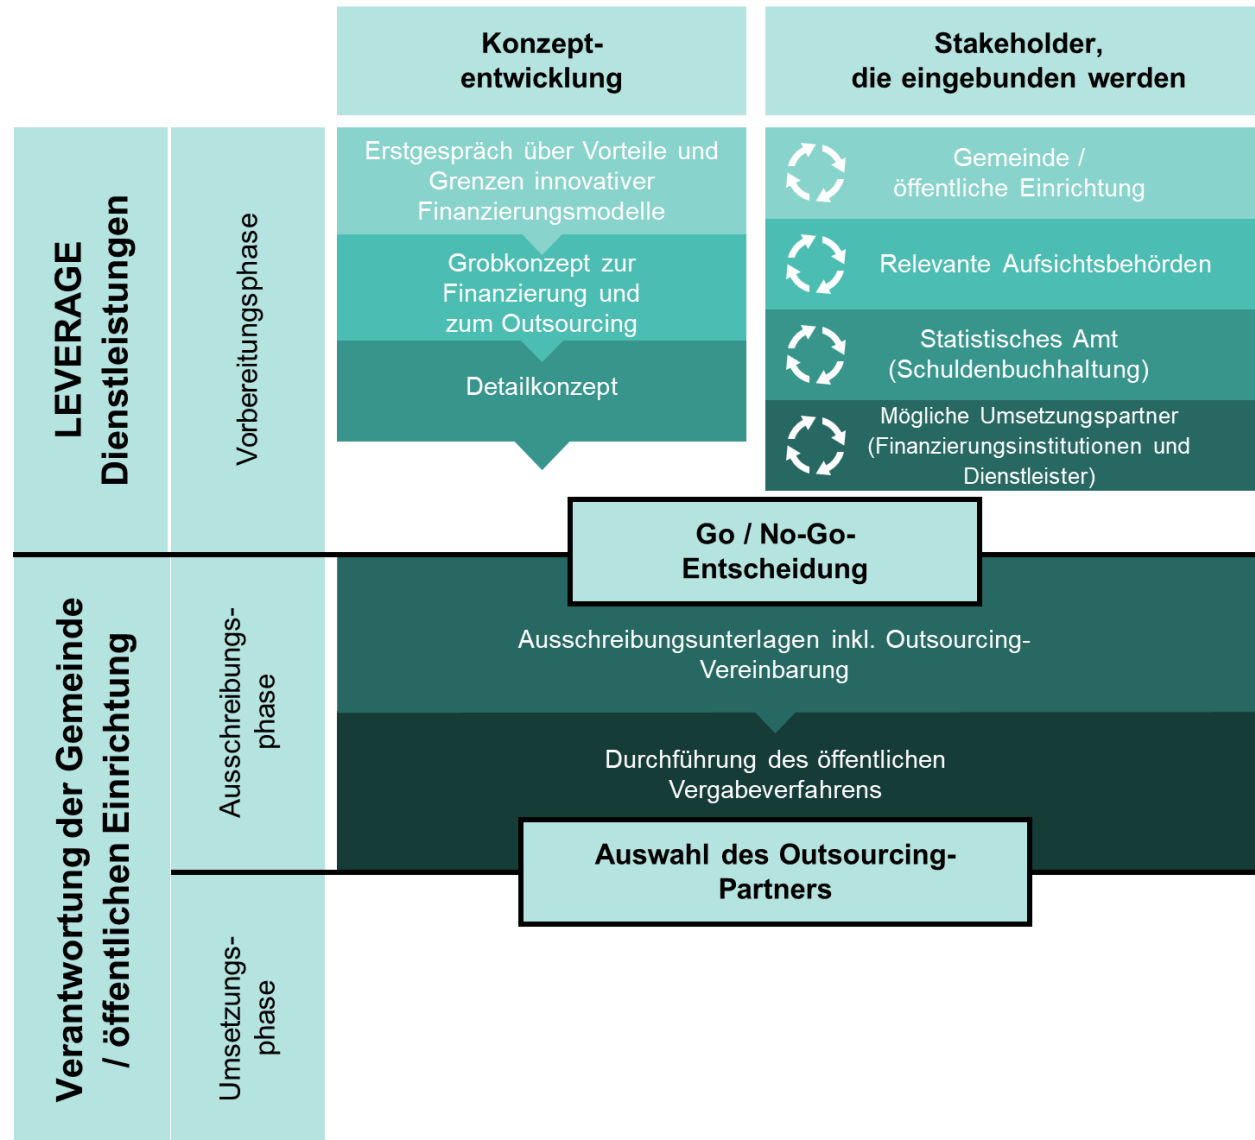 Konzept-
entwicklung
Stakeholder,
die eingebunden werden
LEVERAGE
Dienstleistungen
Vorbereitungsphase
Erstgespräch über Vorteile und
Grenzen innovativer
Finanzierungsmodelle
Grobkonzept zur
Finanzierung und
zum Outsourcing
Detailkonzept
Gemeinde /
öffentliche Einrichtung
Relevante Aufsichtsbehörden
Statistisches Amt
(Schuldenbuchhaltung)
Mögliche Umsetzungspartner
(Finanzierungsinstitutionen und
Dienstleister)
Go / No-Go-
Entscheidung
Verantwortung der Gemeinde
/ öffentlichen Einrichtung
Ausschreibungs-
phase
Ausschreibungsunterlagen inkl. Outsourcing-
Vereinbarung
Durchführung des öffentlichen
Vergabeverfahrens
Auswahl des Outsourcing-
Partners
Umsetzungs-
phase